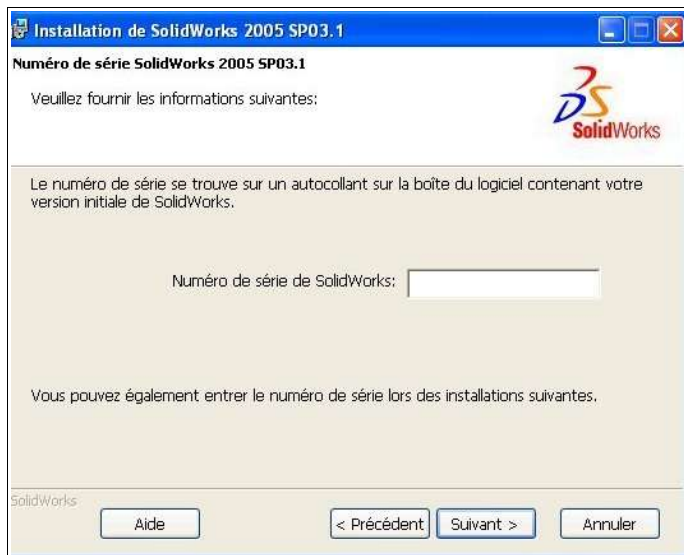 Installation de SolidWorks 2005 SP03.1
Numéro de série SolidWorks 2005 SP03.1
Veuillez fournir les informations suivantes:
SolidWorks
Le numéro de série se trouve sur un autocollant sur la boîte du logiciel contenant votre
version initiale de SolidWorks.
Numéro de série de SolidWorks:
Vous pouvez également entrer le numéro de série lors des installations suivantes.
SolidWorks
Aide
< Précédent
Suivant >
Annuler